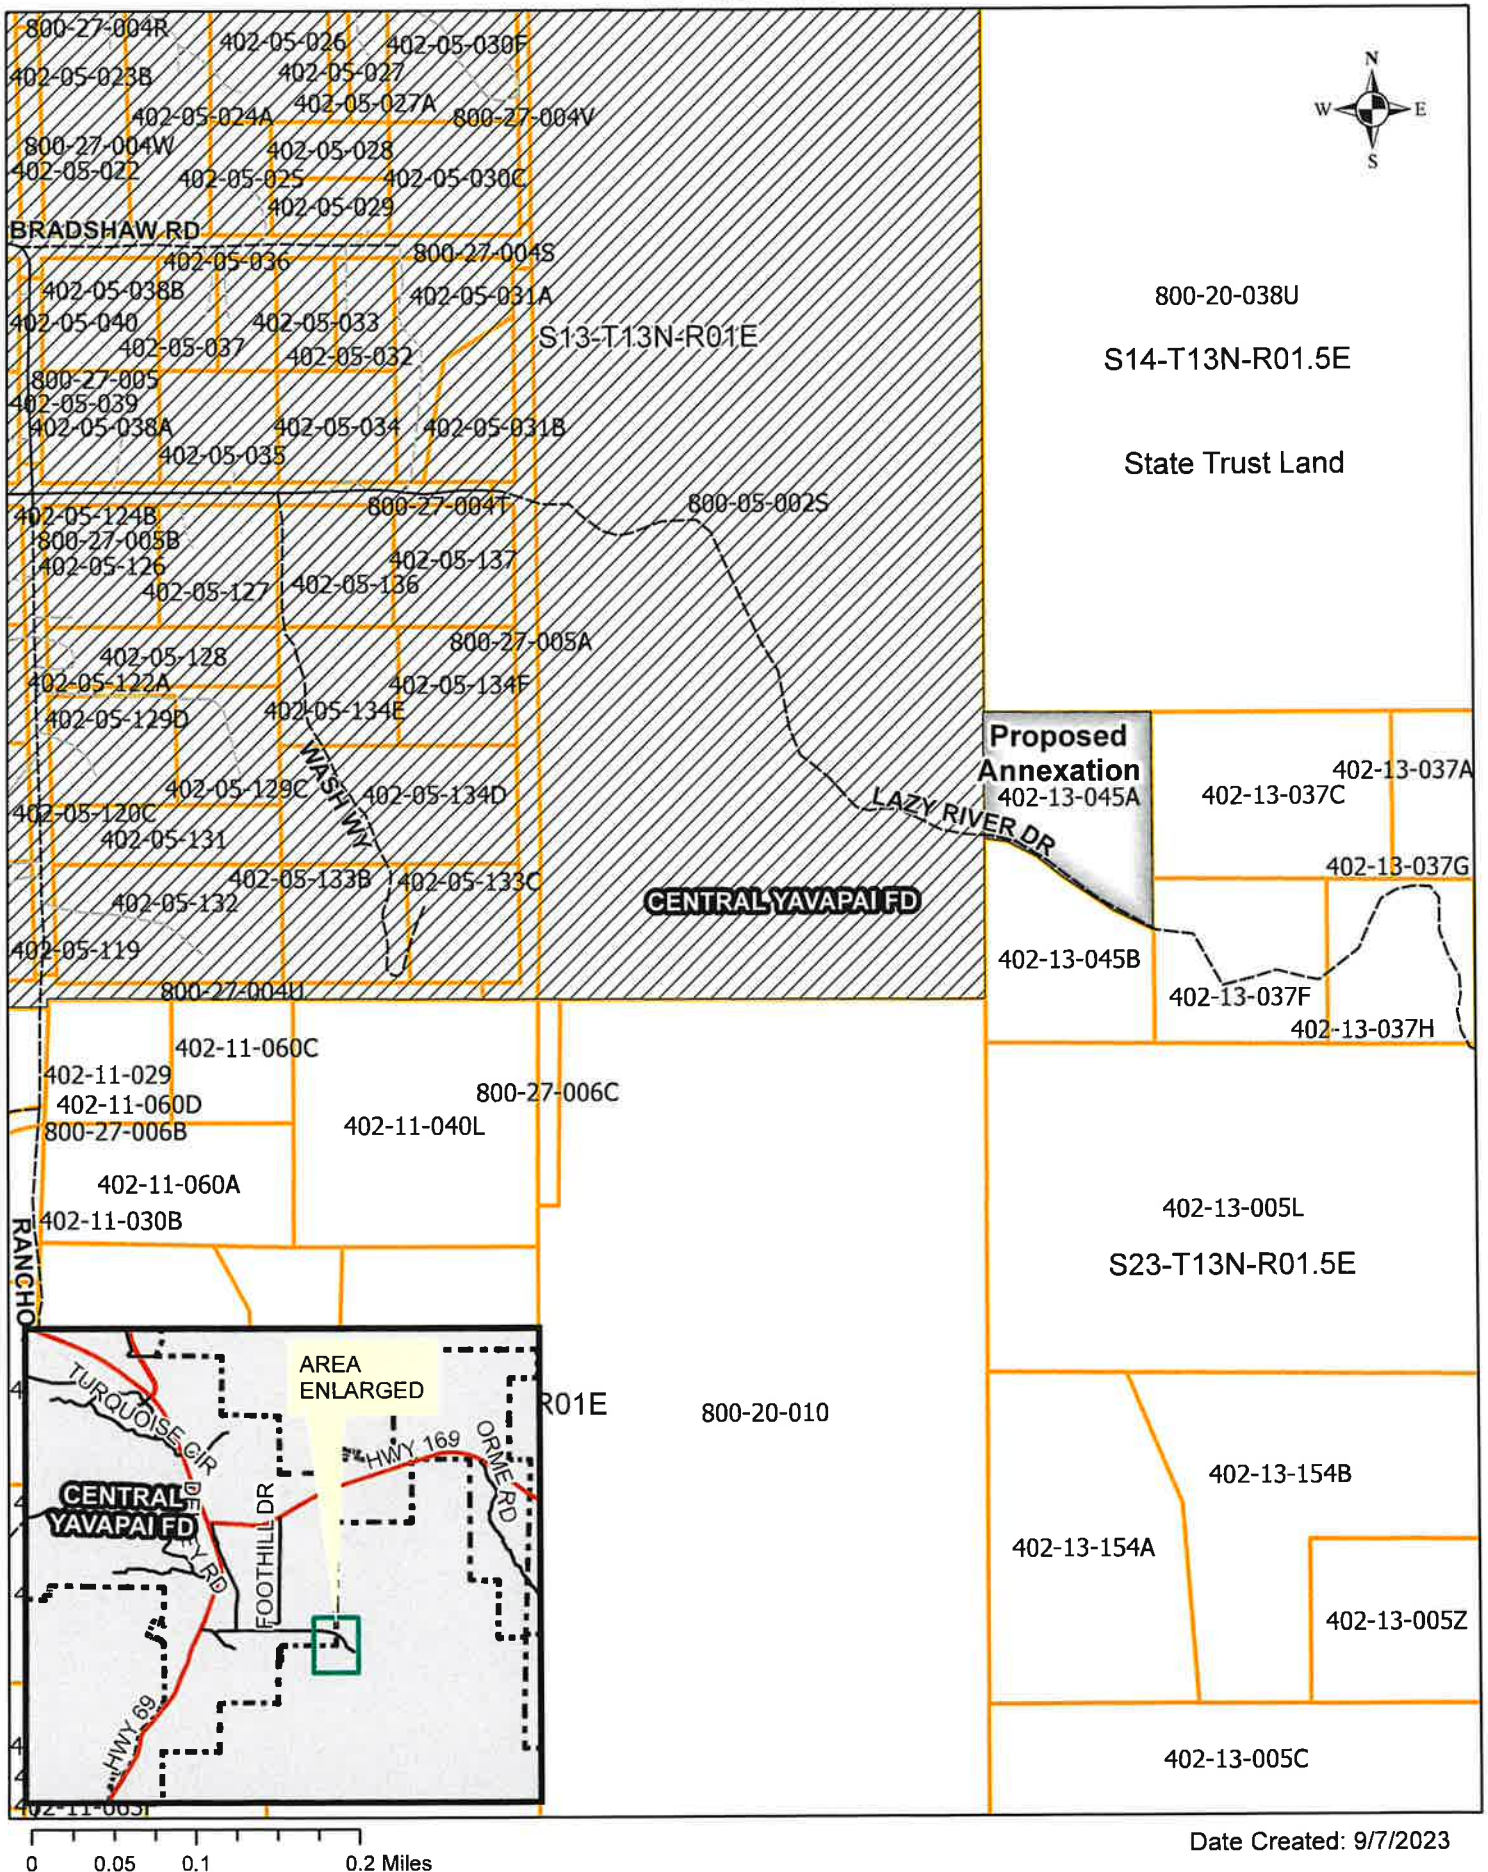 800-27-004R
402-05-026
402-05-030F
402-05-023B
402-05-027
402-05-024A
402-05-027A
800-27-004V
800-27-004W
402-05-028
402-05-022
402-05-025
402-05-030C
402-05-029
N
W
E
S
BRADSHAW RD
402-05-036
800-27-004S
402-05-038B
402-05-031A
800-20-038U
402-05-040
402-05-033
S13-T13N-R01E
402-05-037
402-05-032
S14-T13N-R01.5E
800-27-005
402-05-039
402-05-038A
402-05-034
402-05-031B
402-05-035
State Trust Land
402-05-124B
800-27-004T
800-05-002S
800-27-005B
402-05-126
402-05-137
402-05-127
402-05-136
402-05-128
800-27-005A
402-05-122A
402-05-134F
402-05-129D
402-05-134E
WASH WY
Proposed
Annexation
402-13-045A
402-13-037A
402-13-037C
402-05-129C
402-05-134D
402-05-120C
402-05-131
LAZY RIVER DR
402-13-037G
402-05-133B
402-05-133C
402-05-132
CENTRAL YAVAPAI FD
402-05-119
402-13-045B
800-27-004U
402-13-037F
402-13-037H
402-11-060C
402-11-029
402-11-060D
800-27-006C
800-27-006B
402-11-040L
402-11-060A
402-11-030B
RANCHO
402-13-005L
S23-T13N-R01.5E
AREA
ENLARGED
TURQUOISE CIR
HWY 169
ORME RD
R01E
800-20-010
CENTRAL
YAVAPAI FD
FOOTHILL DR
HWY 69
402-13-154B
402-13-154A
402-13-005Z
402-13-005C
0 0.05 0.1 0.2 Miles
Date Created: 9/7/2023